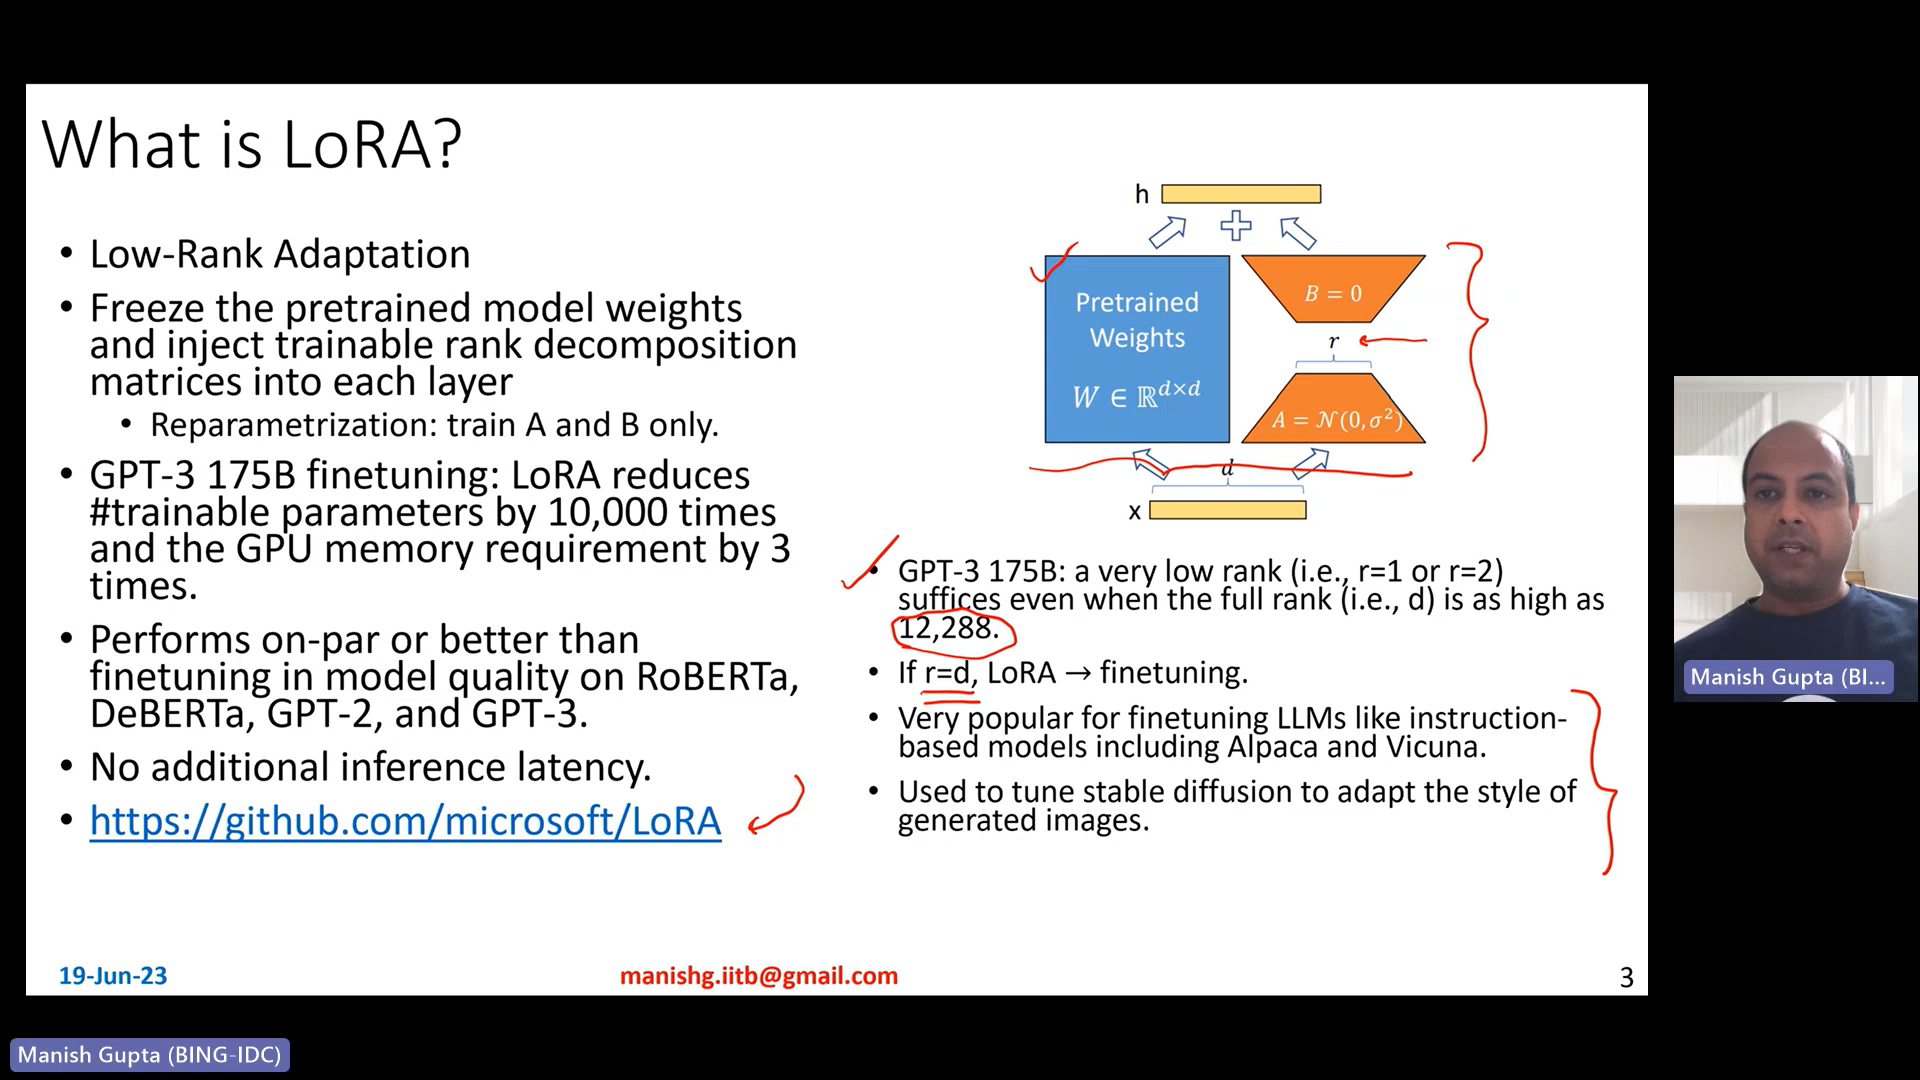 What is LoRA?
• Low-Rank Adaptation
• Freeze the pretrained model weights
and inject trainable rank decomposition
matrices into each layer
• Reparametrization: train A and B only.
• GPT-3 175B finetuning: LoRA reduces
#trainable parameters by 10,000 times
and the GPU memory requirement by 3
times.
• Performs on-par or better than
finetuning in model quality on RoBERTa,
DeBERTa, GPT-2, and GPT-3.
• No additional inference latency.
• https://github.com/microsoft/LoRA
h
Pretrained
Weights
W ∈ ℝ^{d×d}
B = 0
r
A = 𝒩(0, σ²)
d
x
• GPT-3 175B: a very low rank (i.e., r=1 or r=2)
suffices even when the full rank (i.e., d) is as high as
12,288.
• If r=d, LoRA → finetuning.
• Very popular for finetuning LLMs like instruction-
based models including Alpaca and Vicuna.
• Used to tune stable diffusion to adapt the style of
generated images.
19-Jun-23
manishg.iitb@gmail.com
3
Manish Gupta (BI...
Manish Gupta (BING-IDC)